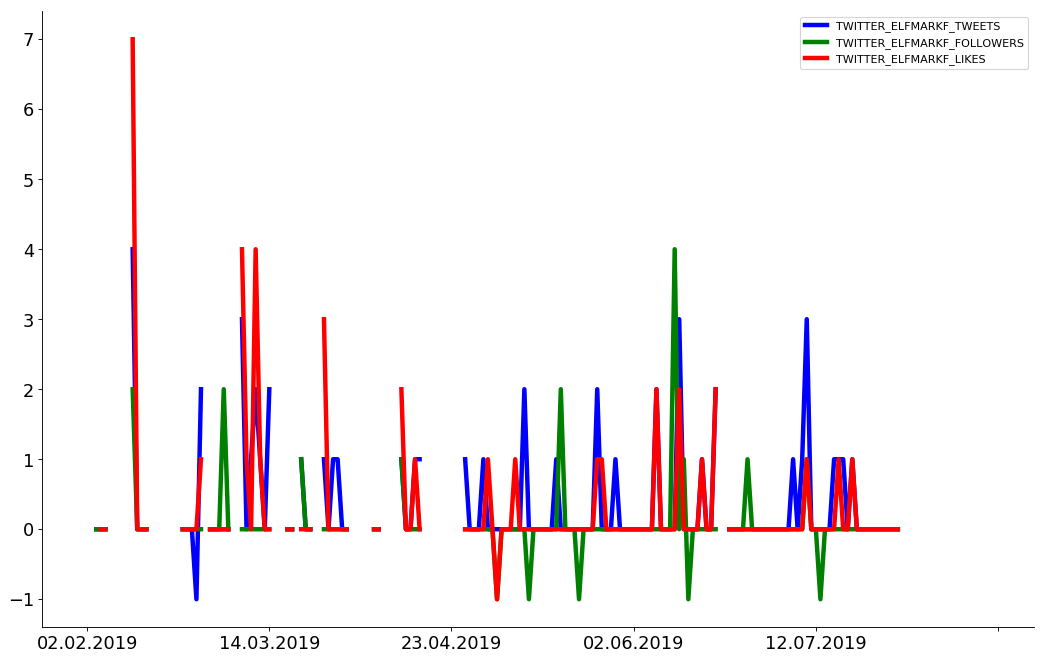 7
6
5
4
3
2
1
0
−1
02.02.2019 14.03.2019 23.04.2019 02.06.2019 12.07.2019
TWITTER_ELFMARKF_TWEETS
TWITTER_ELFMARKF_FOLLOWERS
TWITTER_ELFMARKF_LIKES